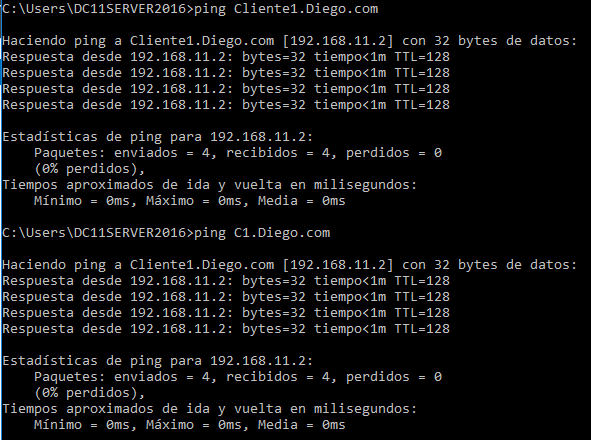 C:\Users\DC11SERVER2016>ping Cliente1.Diego.com
Haciendo ping a Cliente1.Diego.com [192.168.11.2] con 32 bytes de datos:
Respuesta desde 192.168.11.2: bytes=32 tiempo<1m TTL=128
Respuesta desde 192.168.11.2: bytes=32 tiempo<1m TTL=128
Respuesta desde 192.168.11.2: bytes=32 tiempo<1m TTL=128
Respuesta desde 192.168.11.2: bytes=32 tiempo<1m TTL=128
Estadísticas de ping para 192.168.11.2:
    Paquetes: enviados = 4, recibidos = 4, perdidos = 0
    (0% perdidos),
Tiempos aproximados de ida y vuelta en milisegundos:
    Mínimo = 0ms, Máximo = 0ms, Media = 0ms
C:\Users\DC11SERVER2016>ping C1.Diego.com
Haciendo ping a Cliente1.Diego.com [192.168.11.2] con 32 bytes de datos:
Respuesta desde 192.168.11.2: bytes=32 tiempo<1m TTL=128
Respuesta desde 192.168.11.2: bytes=32 tiempo<1m TTL=128
Respuesta desde 192.168.11.2: bytes=32 tiempo<1m TTL=128
Respuesta desde 192.168.11.2: bytes=32 tiempo<1m TTL=128
Estadísticas de ping para 192.168.11.2:
    Paquetes: enviados = 4, recibidos = 4, perdidos = 0
    (0% perdidos),
Tiempos aproximados de ida y vuelta en milisegundos:
    Mínimo = 0ms, Máximo = 0ms, Media = 0ms